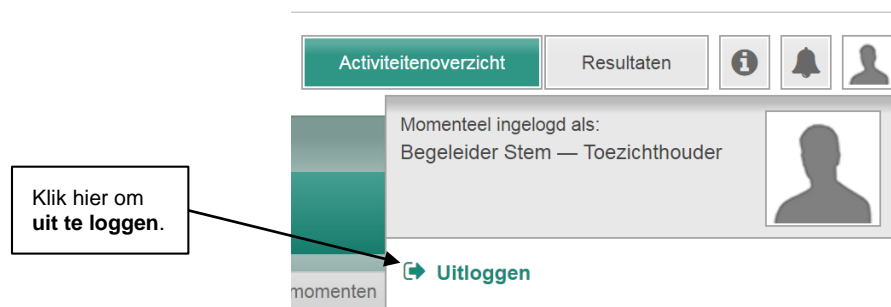 Activiteitenoverzicht
Resultaten
Momenteel ingelogd als:
Begeleider Stem — Toezichthouder
Klik hier om
uit te loggen.
Uitloggen
momenten